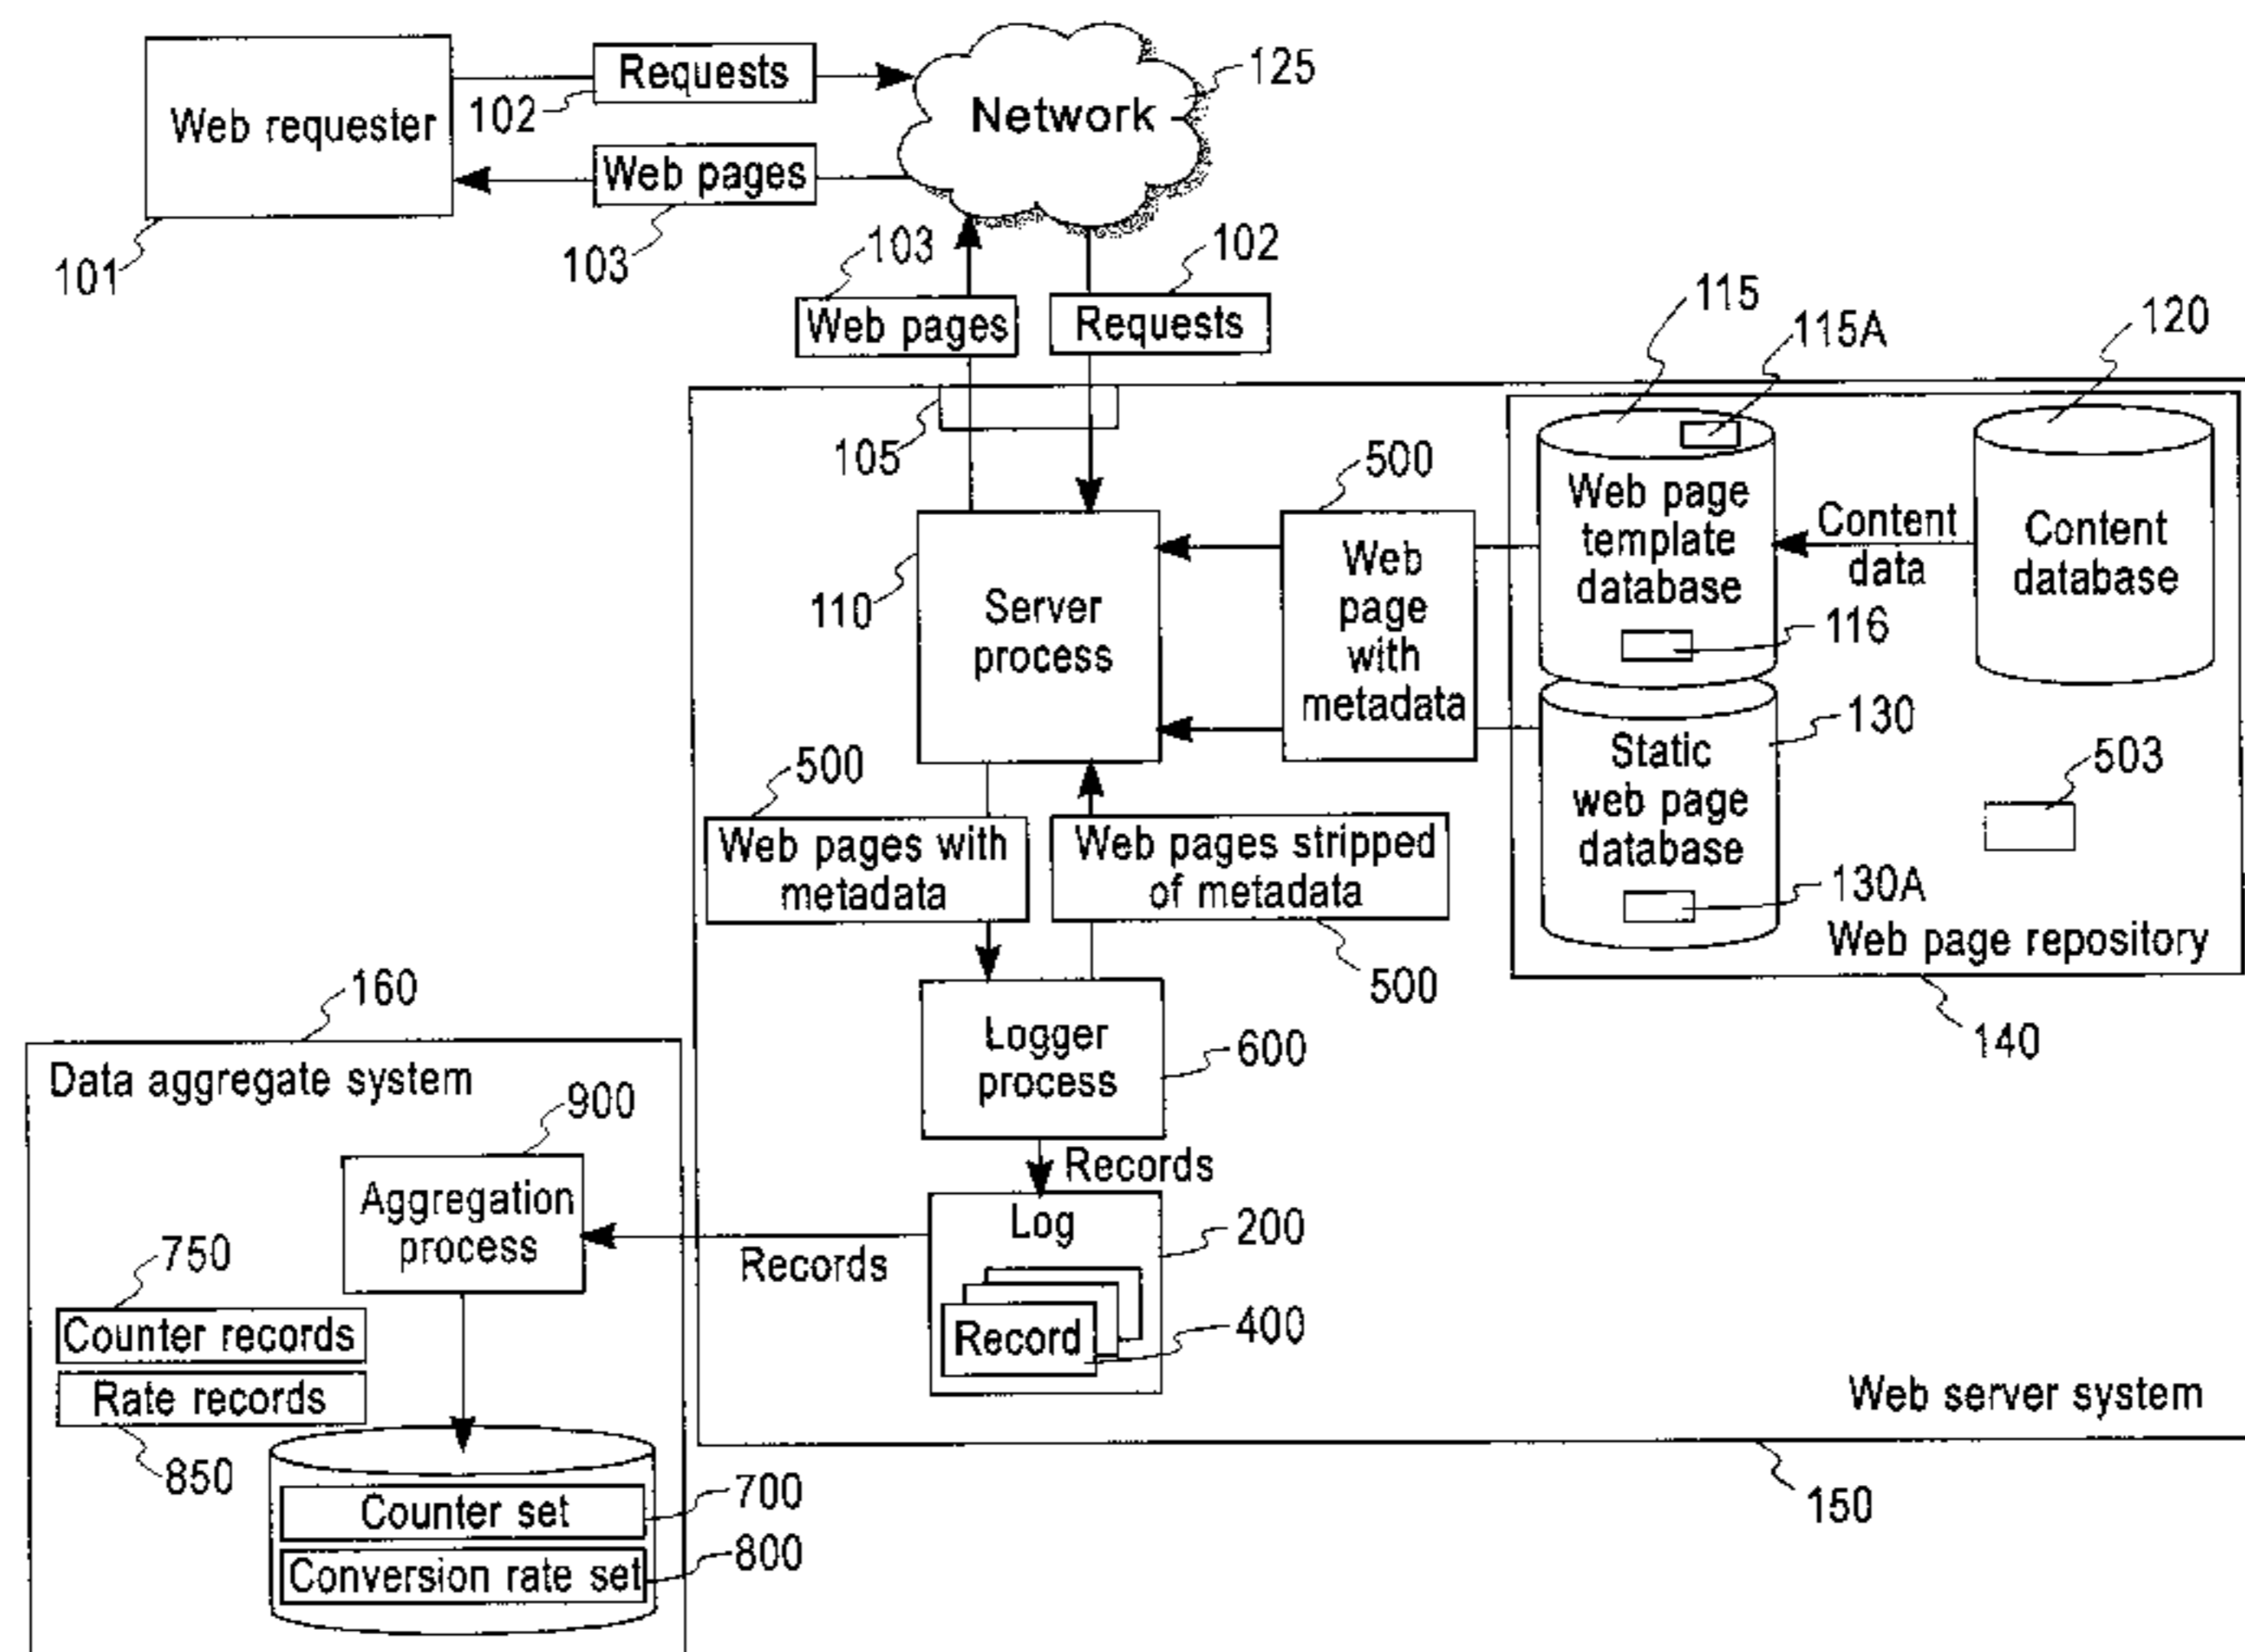 Web requester
101
Requests
102
Web pages
103
Network
125
103
Web pages
102
Requests
105
115
115A
120
Web page
template
database
116
Content
data
Content
database
500
Web
page
with
metadata
110
Server
process
Static
web page
database
130
130A
503
Web page repository
140
500
Web pages with
metadata
Web pages stripped
of metadata
500
Logger
process
600
Records
Log
200
Record
400
Records
Web server system
150
160
Data aggregate system
900
Aggregation
process
750
Counter records
Rate records
850
Counter set
700
Conversion rate set
800